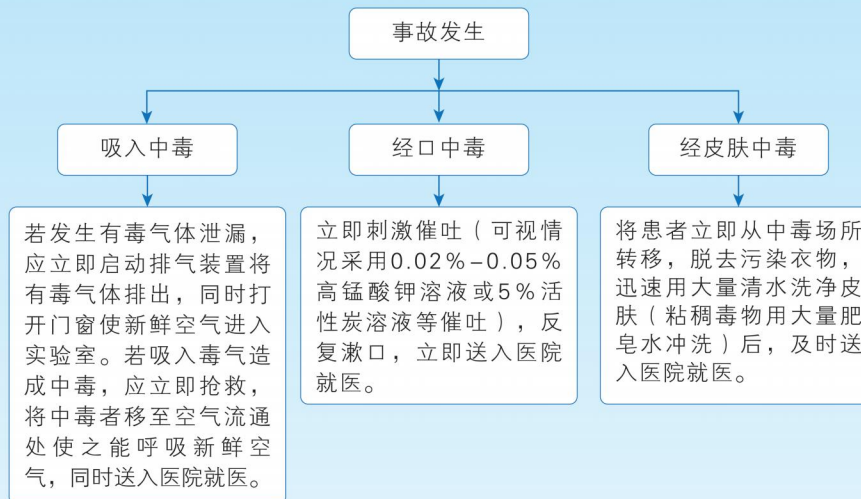 事故发生
吸入中毒
经口中毒
经皮肤中毒
若发生有毒气体泄漏，
应立即启动排气装置将
有毒气体排出，同时打
开门窗使新鲜空气进入
实验室。若吸入毒气造
成中毒，应立即抢救，
将中毒者移至空气流通
处使之能呼吸新鲜空
气，同时送入医院就医。
立即刺激催吐（可视情
况采用0.02%–0.05%
高锰酸钾溶液或5%活
性炭溶液等催吐），反
复漱口，立即送入医院
就医。
将患者立即从中毒场所
转移，脱去污染衣物，
迅速用大量清水洗净皮
肤（粘稠毒物用大量肥
皂水冲洗）后，及时送
入医院就医。